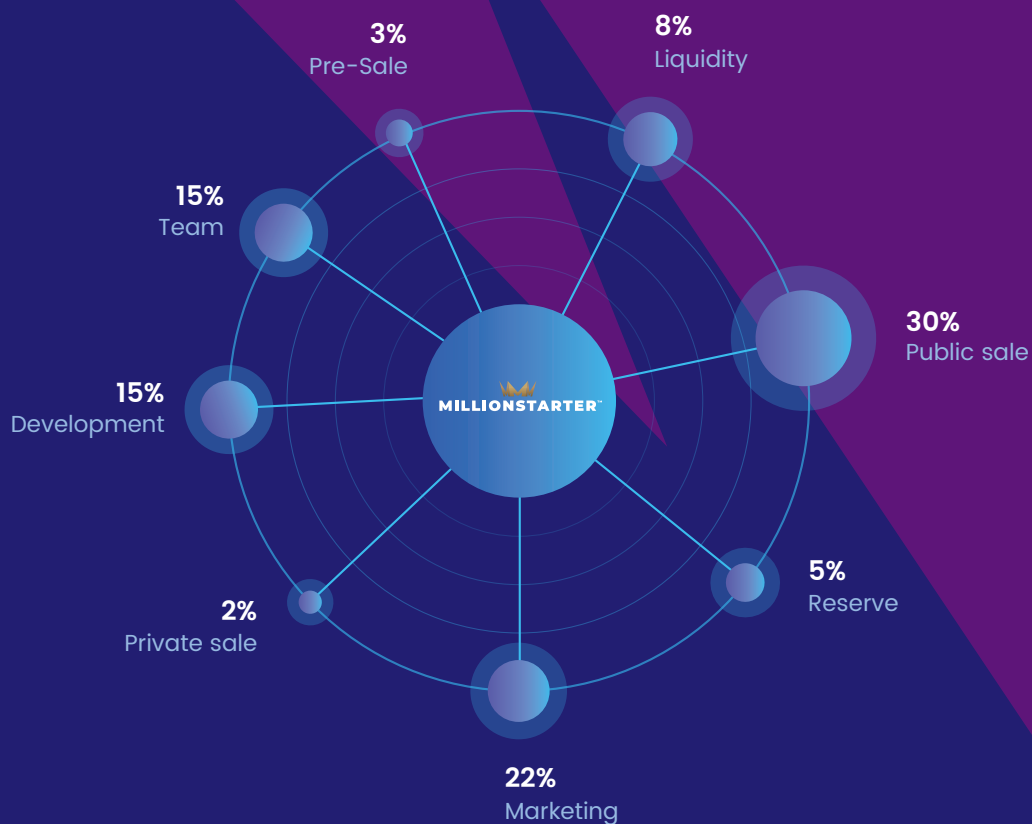 3%
Pre-Sale
8%
Liquidity
15%
Team
30%
Public sale
15%
Development
MILLIONSTARTER™
5%
Reserve
2%
Private sale
22%
Marketing